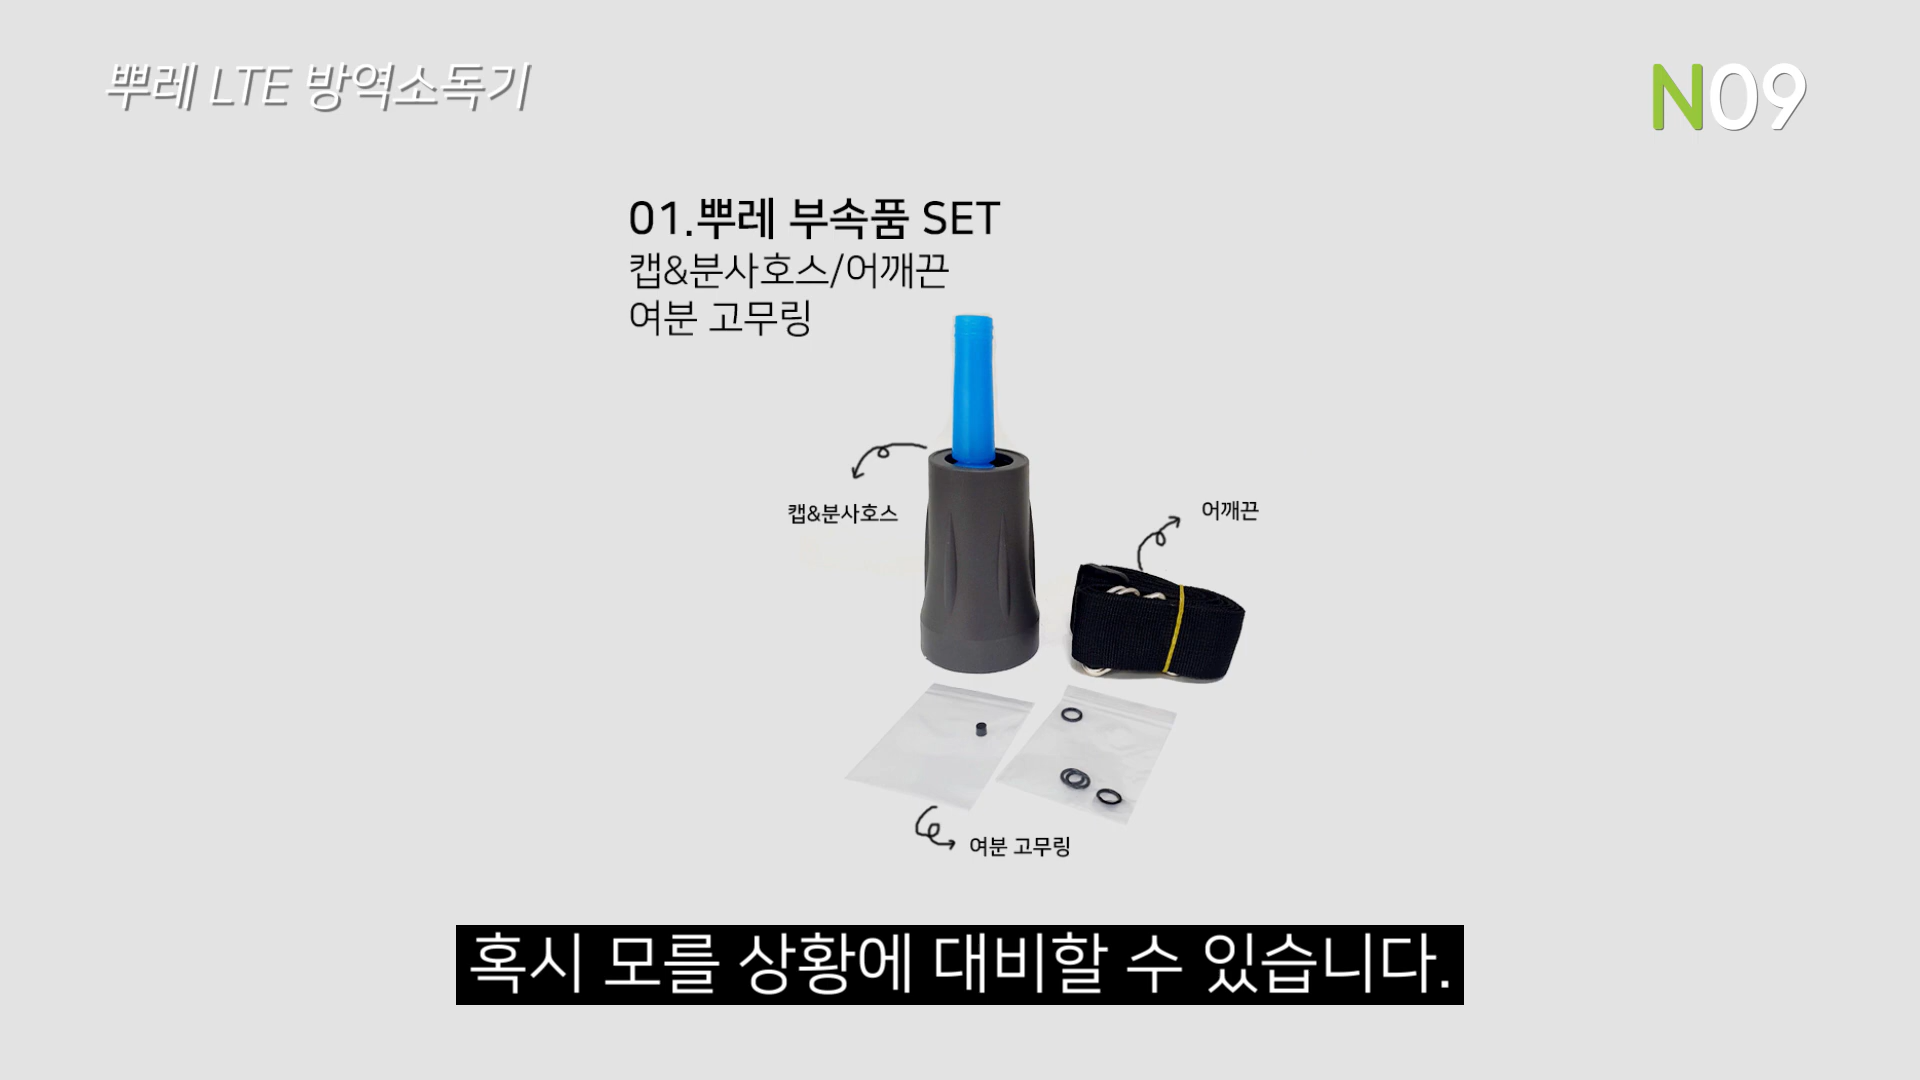 뿌레 LTE 방역소독기
N09
01.뿌레 부속품 SET
캡&분사호스/어깨끈
여분 고무링
캡&분사호스
어깨끈
여분 고무링
혹시 모를 상황에 대비할 수 있습니다.